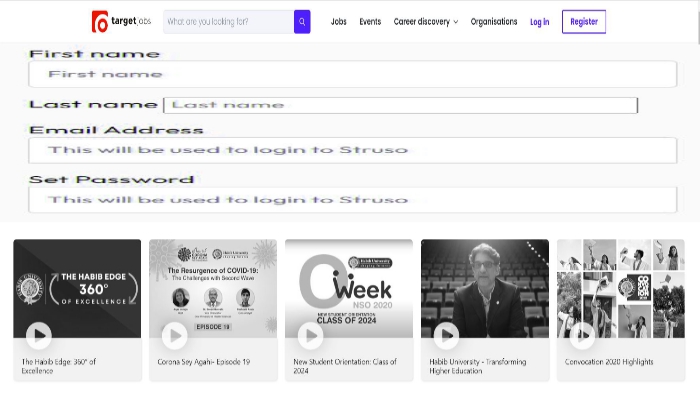 targetjobs
What are you looking for?
Jobs
Events
Career discovery
Organisations
Log in
Register
First name
First name
Last name
Last name
Email Address
This will be used to login to Struso
Set Password
This will be used to login to Struso
THE HABIB EDGE
360°
OF EXCELLENCE
The Habib Edge: 360° of
Excellence
Habib University
The Resurgence of COVID-19:
The Challenges with Second Wave
EPISODE 19
Corona Sey Agahi- Episode 19
Habib University
O Week
NSO 2020
NEW STUDENT ORIENTATION
CLASS OF 2024
New Student Orientation: Class of
2024
Habib University - Transforming
Higher Education
Convocation 2020 Highlights